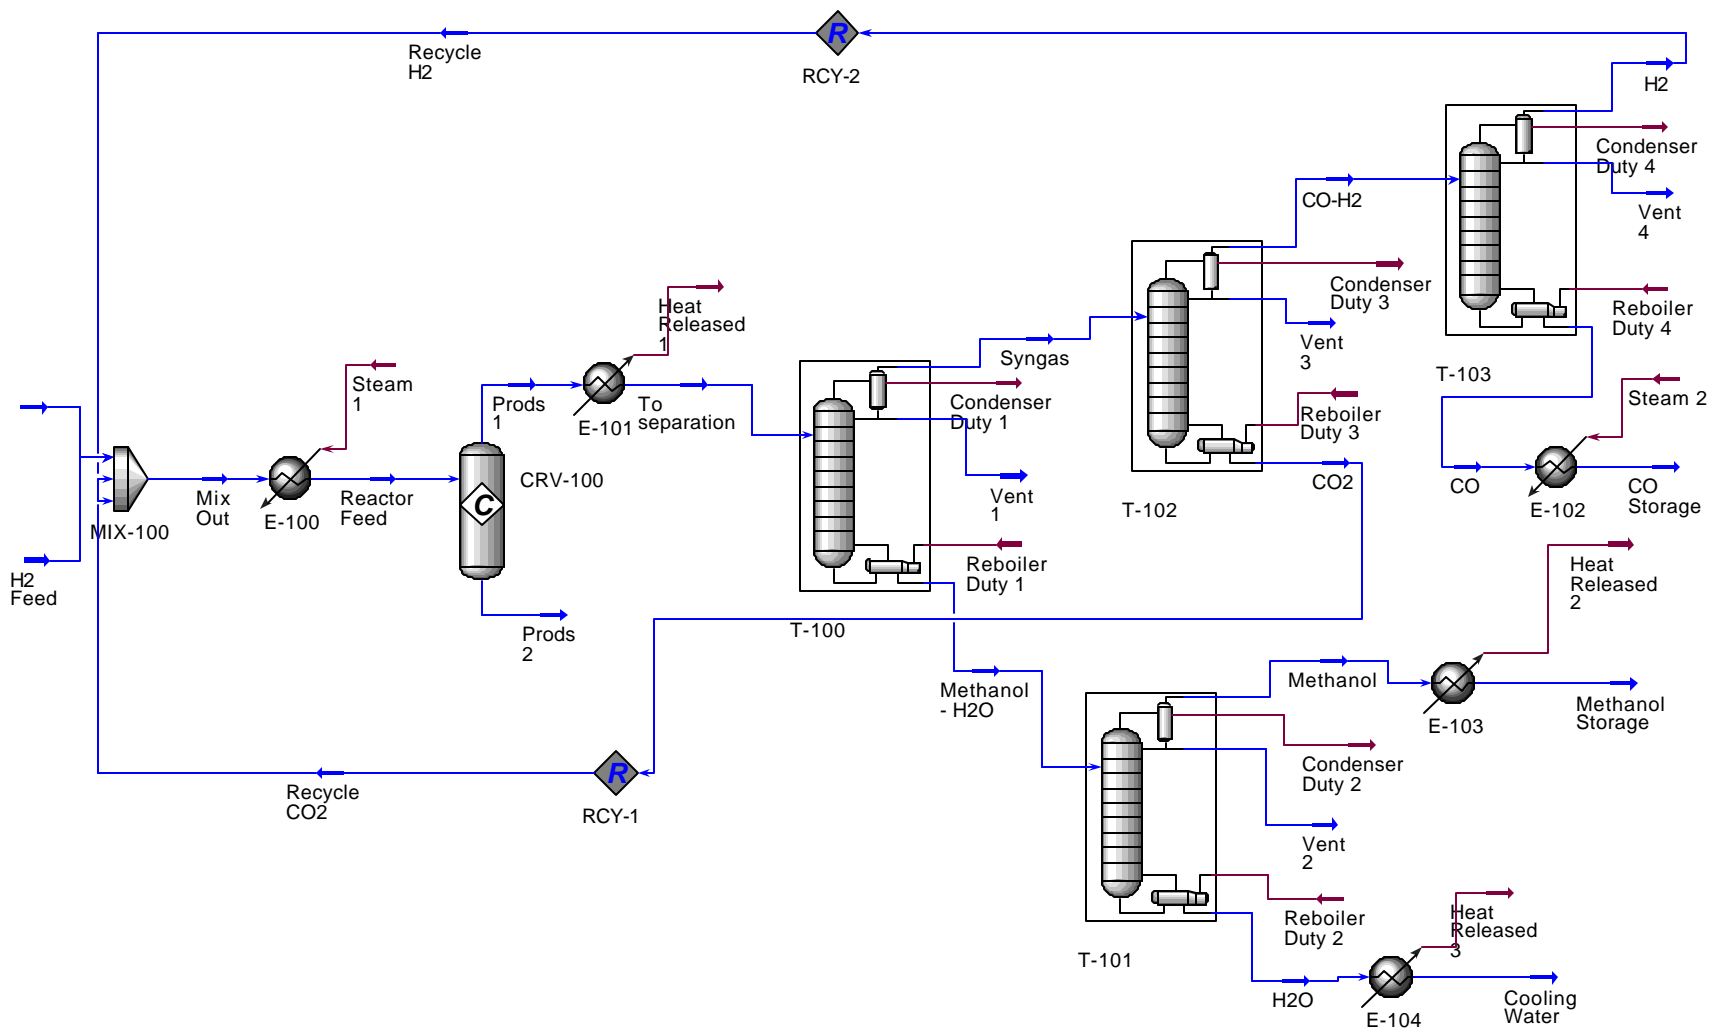 Recycle
H2
R
RCY-2
H2
Condenser
Duty 4
Vent
4
CO-H2
Reboiler
Duty 4
T-103
Condenser
Duty 3
Vent
3
Reboiler
Duty 3
CO2
T-102
Steam 2
CO
E-102
CO
Storage
Heat
Released
1
Steam
1
Prods
1
E-101
To
separation
Syngas
Condenser
Duty 1
Vent
1
Reboiler
Duty 1
T-100
MIX-100
Mix
Out
E-100
Reactor
Feed
C
CRV-100
Prods
2
H2
Feed
Methanol
- H2O
Heat
Released
2
Methanol
E-103
Methanol
Storage
Condenser
Duty 2
Vent
2
Reboiler
Duty 2
T-101
Recycle
CO2
R
RCY-1
Heat
Released
3
H2O
E-104
Cooling
Water